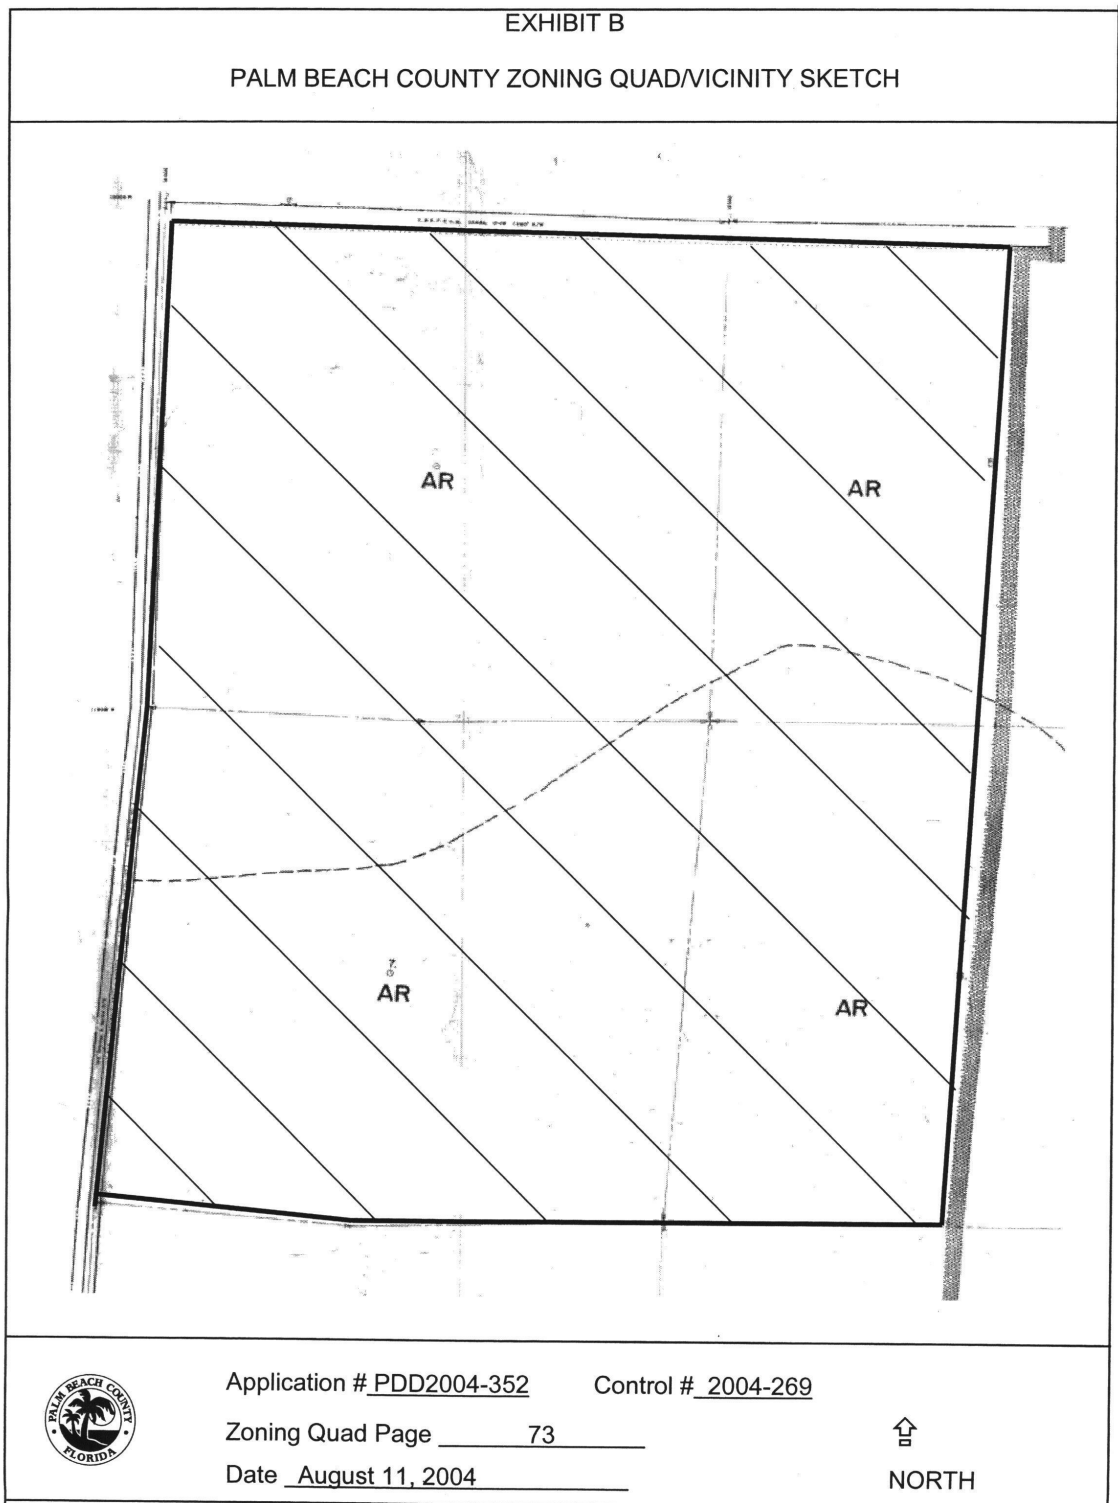 EXHIBIT B
PALM BEACH COUNTY ZONING QUAD/VICINITY SKETCH
AR
AR
7
AR
AR
PALM BEACH COUNTY
FLORIDA
Application # PDD2004-352 Control # 2004-269
Zoning Quad Page 73
Date August 11, 2004
NORTH